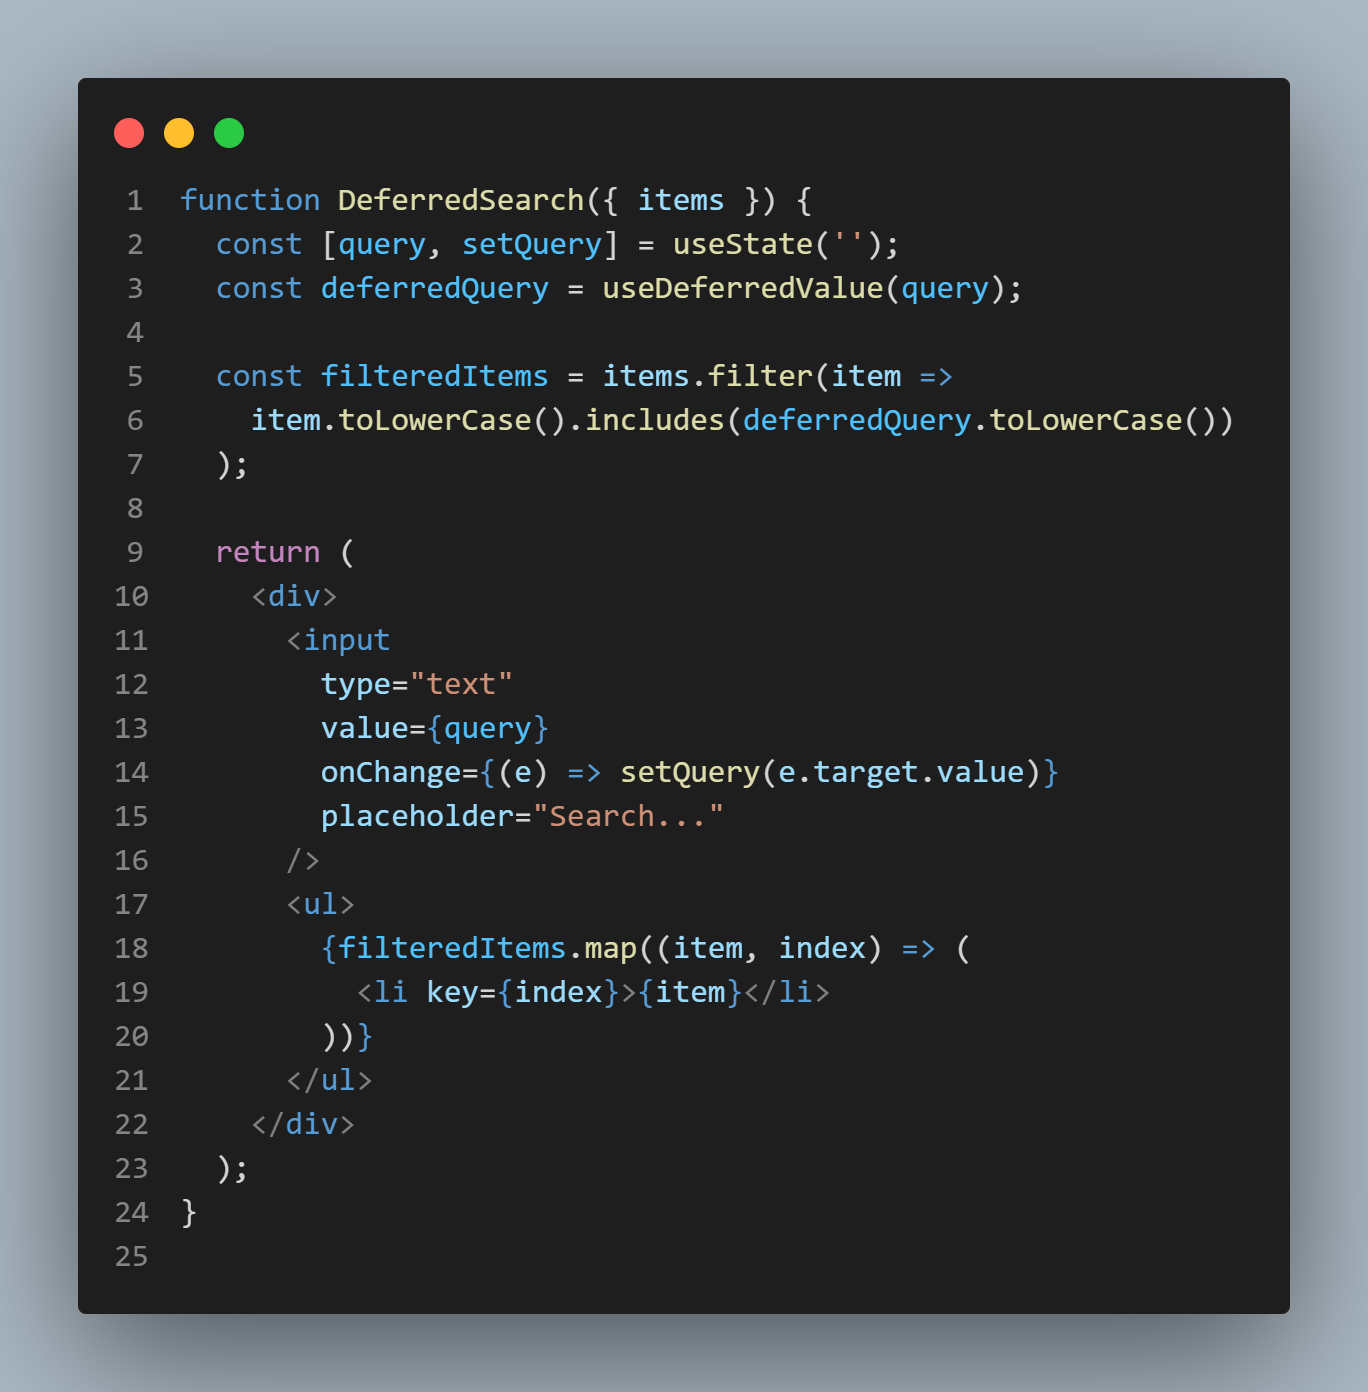 1 function DeferredSearch({ items }) {
2   const [query, setQuery] = useState('');
3   const deferredQuery = useDeferredValue(query);
4
5   const filteredItems = items.filter(item =>
6     item.toLowerCase().includes(deferredQuery.toLowerCase())
7   );
8
9   return (
10     <div>
11       <input
12         type="text"
13         value={query}
14         onChange={(e) => setQuery(e.target.value)}
15         placeholder="Search..."
16       />
17       <ul>
18         {filteredItems.map((item, index) => (
19           <li key={index}>{item}</li>
20         ))}
21       </ul>
22     </div>
23   );
24 }
25